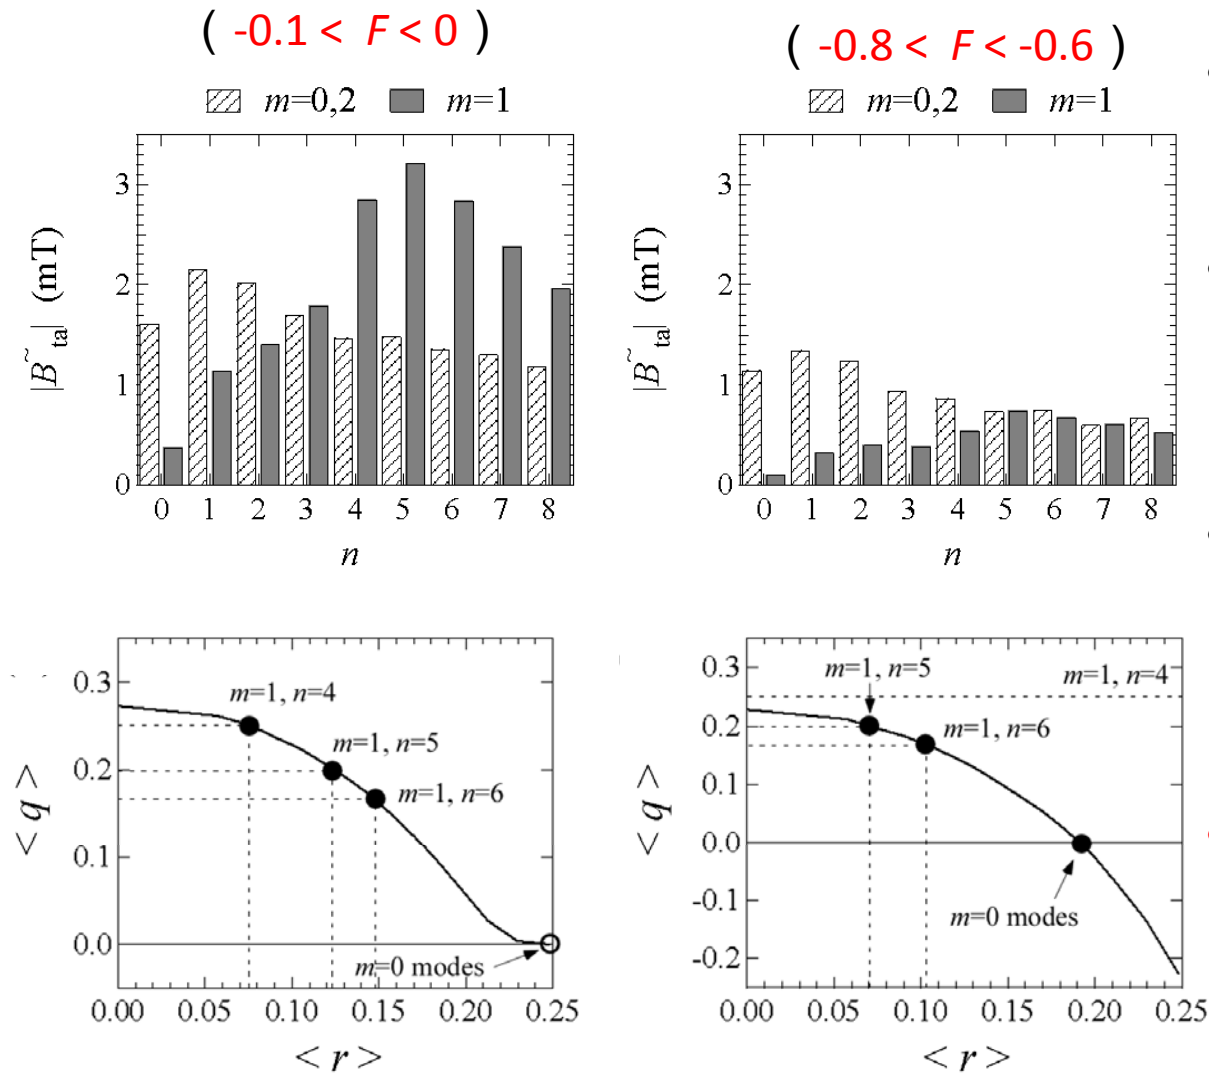 ( -0.1 < F < 0 )
m=0,2 m=1
3
2
1
0
|B̃ta| (mT)
0 1 2 3 4 5 6 7 8
n
( -0.8 < F < -0.6 )
m=0,2 m=1
3
2
1
0
|B̃ta| (mT)
0 1 2 3 4 5 6 7 8
n
0.3
0.2
0.1
0.0
< q >
m=1, n=4
m=1, n=5
m=1, n=6
m=0 modes
0.00 0.05 0.10 0.15 0.20 0.25
< r >
0.3
0.2
0.1
0.0
-0.1
-0.2
< q >
m=1, n=5
m=1, n=4
m=1, n=6
m=0 modes
0.00 0.05 0.10 0.15 0.20 0.25
< r >